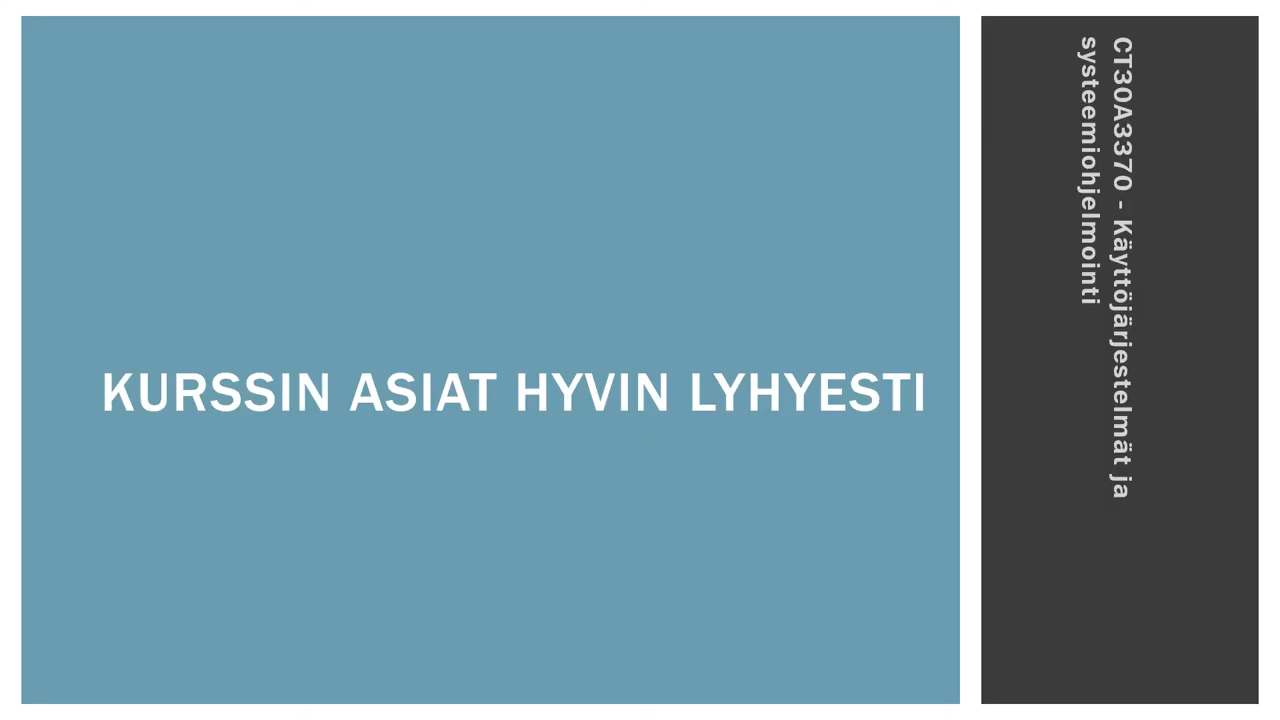 KURSSIN ASIAT HYVIN LYHYESTI
CT30A3370 - Käyttöjärjestelmät ja
systeemiohjelmointi